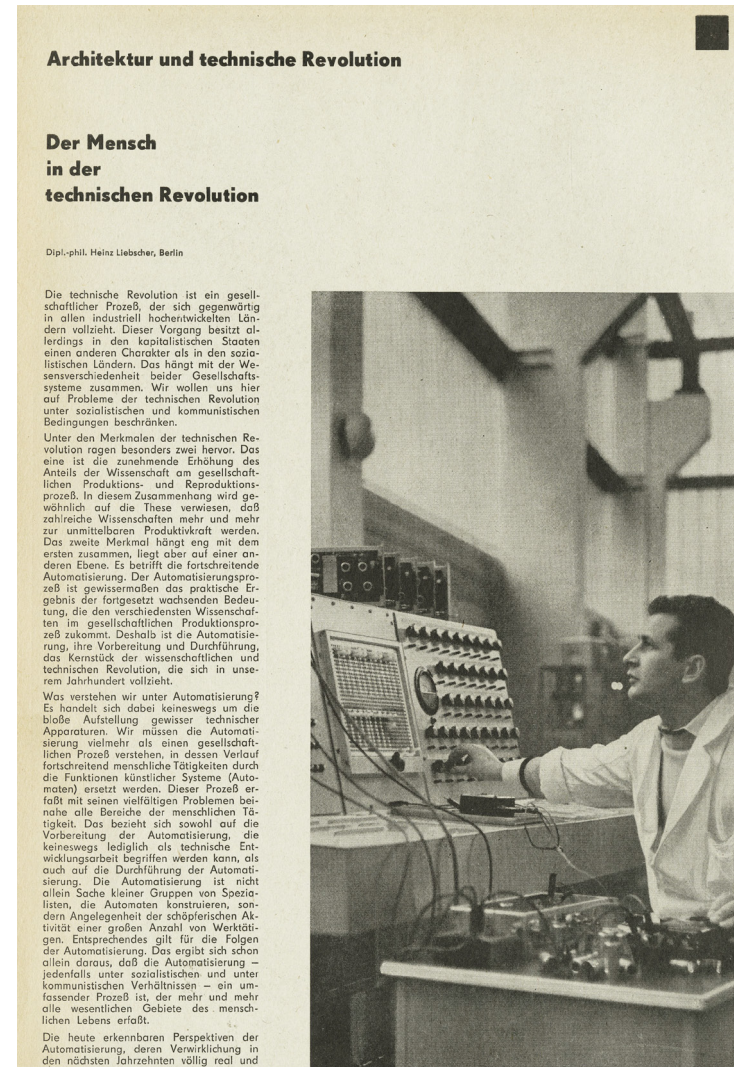 Architektur und technische Revolution
Der Mensch
in der
technischen Revolution
Dipl.-phil. Heinz Liebscher, Berlin
Die technische Revolution ist ein gesell-
schaftlicher Prozeß, der sich gegenwärtig
in allen industriell hochentwickelten Län-
dern vollzieht. Dieser Vorgang besitzt al-
lerdings in den kapitalistischen Staaten
einen anderen Charakter als in den sozia-
listischen Ländern. Das hängt mit der We-
sensverschiedenheit beider Gesellschafts-
systeme zusammen. Wir wollen uns hier
auf Probleme der technischen Revolution
unter sozialistischen und kommunistischen
Bedingungen beschränken.
Unter den Merkmalen der technischen Re-
volution ragen besonders zwei hervor. Das
eine ist die zunehmende Erhöhung des
Anteils der Wissenschaft am gesellschaft-
lichen Produktions- und Reproduktions-
prozeß. In diesem Zusammenhang wird ge-
wöhnlich auf die These verwiesen, daß
zahlreiche Wissenschaften mehr und mehr
zur unmittelbaren Produktivkraft werden.
Das zweite Merkmal hängt eng mit dem
ersten zusammen, liegt aber auf einer an-
deren Ebene. Es betrifft die fortschreitende
Automatisierung. Der Automatisierungspro-
zeß ist gewissermaßen das praktische Er-
gebnis der fortgesetzt wachsenden Bedeu-
tung, die den verschiedensten Wissenschaf-
ten im gesellschaftlichen Produktionspro-
zeß zukommt. Deshalb ist die Automatisie-
rung, ihre Vorbereitung und Durchführung,
das Kernstück der wissenschaftlichen und
technischen Revolution, die sich in unse-
rem Jahrhundert vollzieht.
Was verstehen wir unter Automatisierung?
Es handelt sich dabei keineswegs um die
bloße Aufstellung gewisser technischer
Apparaturen. Wir müssen die Automati-
sierung vielmehr als einen gesellschaft-
lichen Prozeß verstehen, in dessen Verlauf
fortschreitend menschliche Tätigkeiten durch
die Funktionen künstlicher Systeme (Auto-
maten) ersetzt werden. Dieser Prozeß er-
faßt mit seinen vielfältigen Problemen bei-
nahe alle Bereiche der menschlichen Tä-
tigkeit. Das bezieht sich sowohl auf die
Vorbereitung der Automatisierung, die
keineswegs lediglich als technische Ent-
wicklungsarbeit begriffen werden kann, als
auch auf die Durchführung der Automati-
sierung. Die Automatisierung ist nicht
allein Sache kleiner Gruppen von Spezia-
listen, die Automaten konstruieren, son-
dern Angelegenheit der schöpferischen Ak-
tivität einer großen Anzahl von Werktäti-
gen. Entsprechendes gilt für die Folgen
der Automatisierung. Das ergibt sich schon
allein daraus, daß die Automatisierung –
jedenfalls unter sozialistischen und unter
kommunistischen Verhältnissen – ein um-
fassender Prozeß ist, der mehr und mehr
alle wesentlichen Gebiete des mensch-
lichen Lebens erfaßt.
Die heute erkennbaren Perspektiven der
Automatisierung, deren Verwirklichung in
den nächsten Jahrzehnten völlig real und